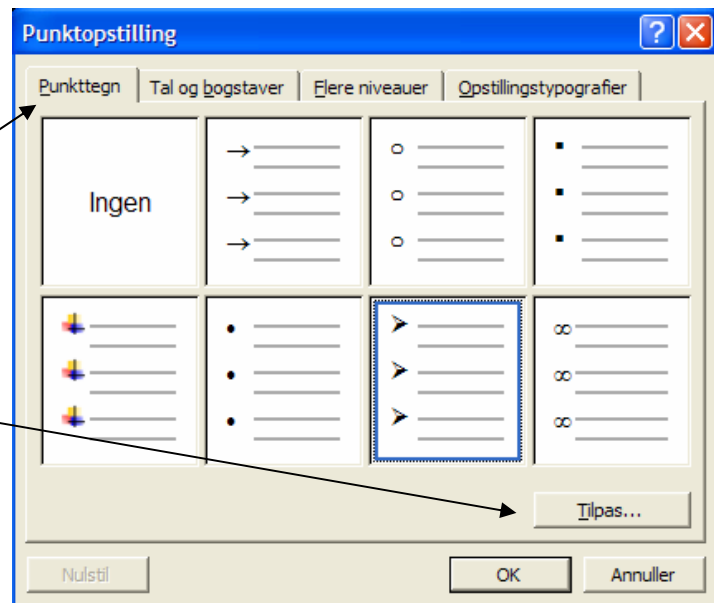 Punktopstilling
Punkttegn Tal og bogstaver Flere niveauer Opstillingstypografier
Ingen
Tilpas...
Nulstil OK Annuller